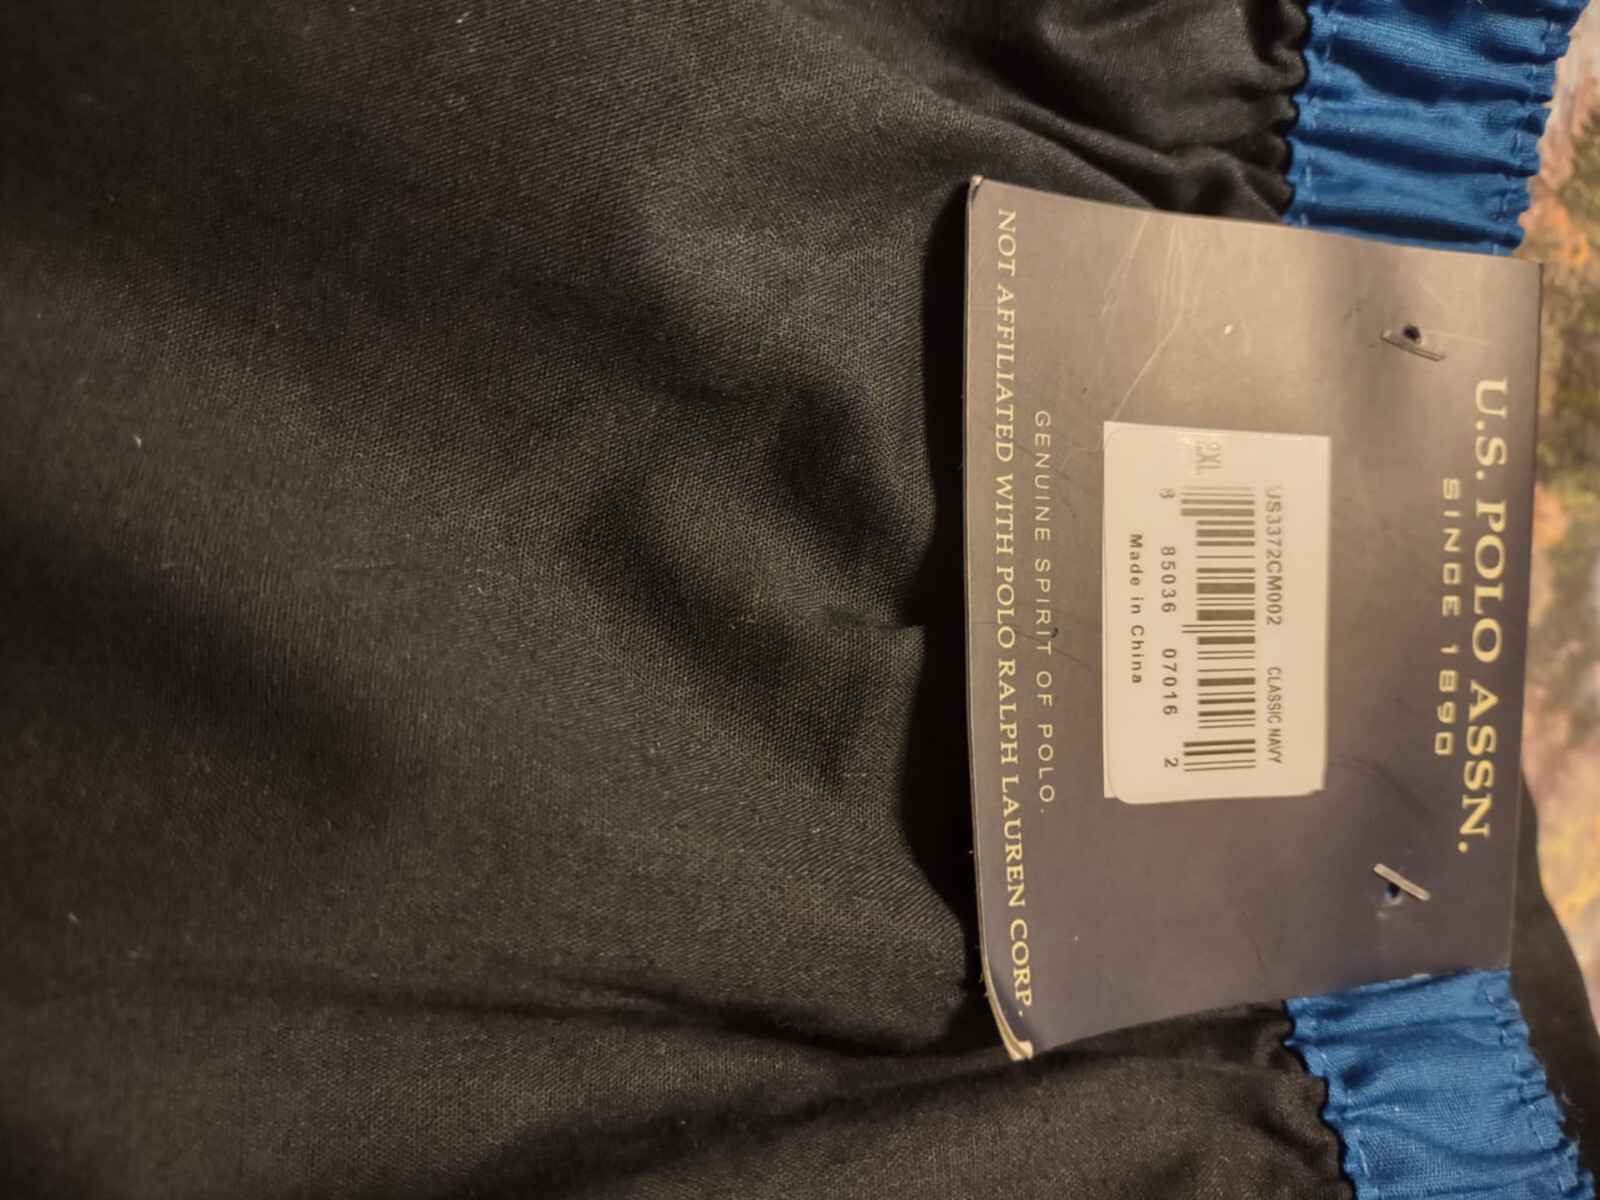 U.S. POLO ASSN.
SINCE 1890
US3372CM002 CLASSIC NAVY
2XL
8 85036 07016 2
Made in China
GENUINE SPIRIT OF POLO.
NOT AFFILIATED WITH POLO RALPH LAUREN CORP.